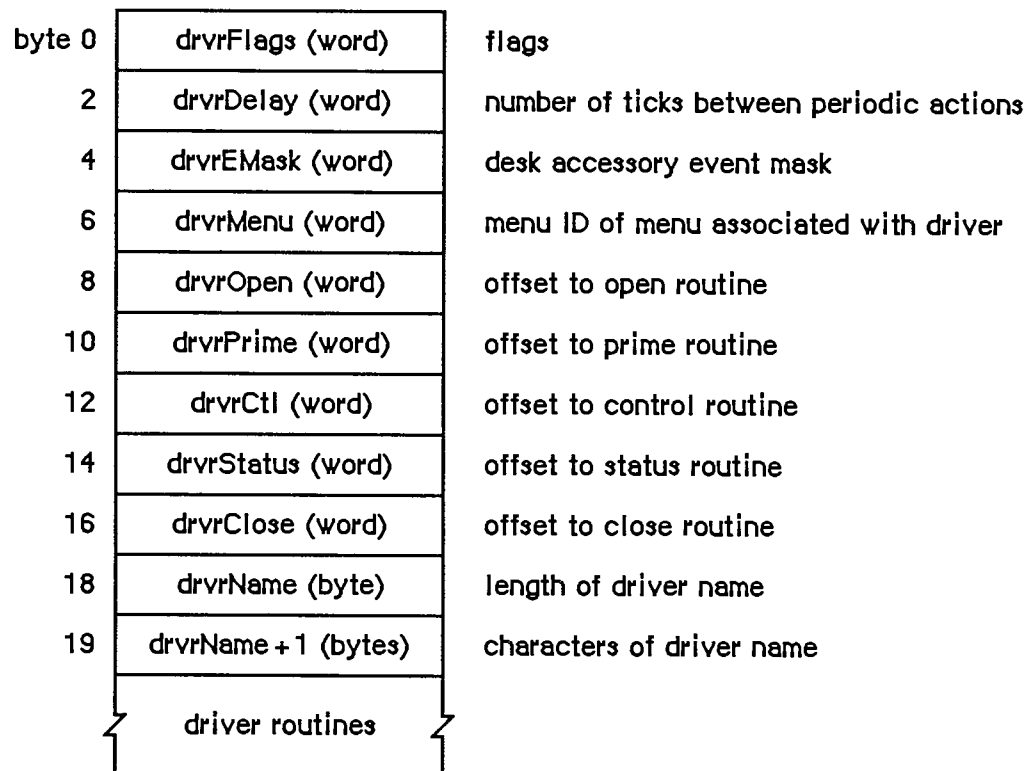 byte 0 drvrFlags (word) flags
2 drvrDelay (word) number of ticks between periodic actions
4 drvrEMask (word) desk accessory event mask
6 drvrMenu (word) menu ID of menu associated with driver
8 drvrOpen (word) offset to open routine
10 drvrPrime (word) offset to prime routine
12 drvrCtl (word) offset to control routine
14 drvrStatus (word) offset to status routine
16 drvrClose (word) offset to close routine
18 drvrName (byte) length of driver name
19 drvrName+1 (bytes) characters of driver name
driver routines